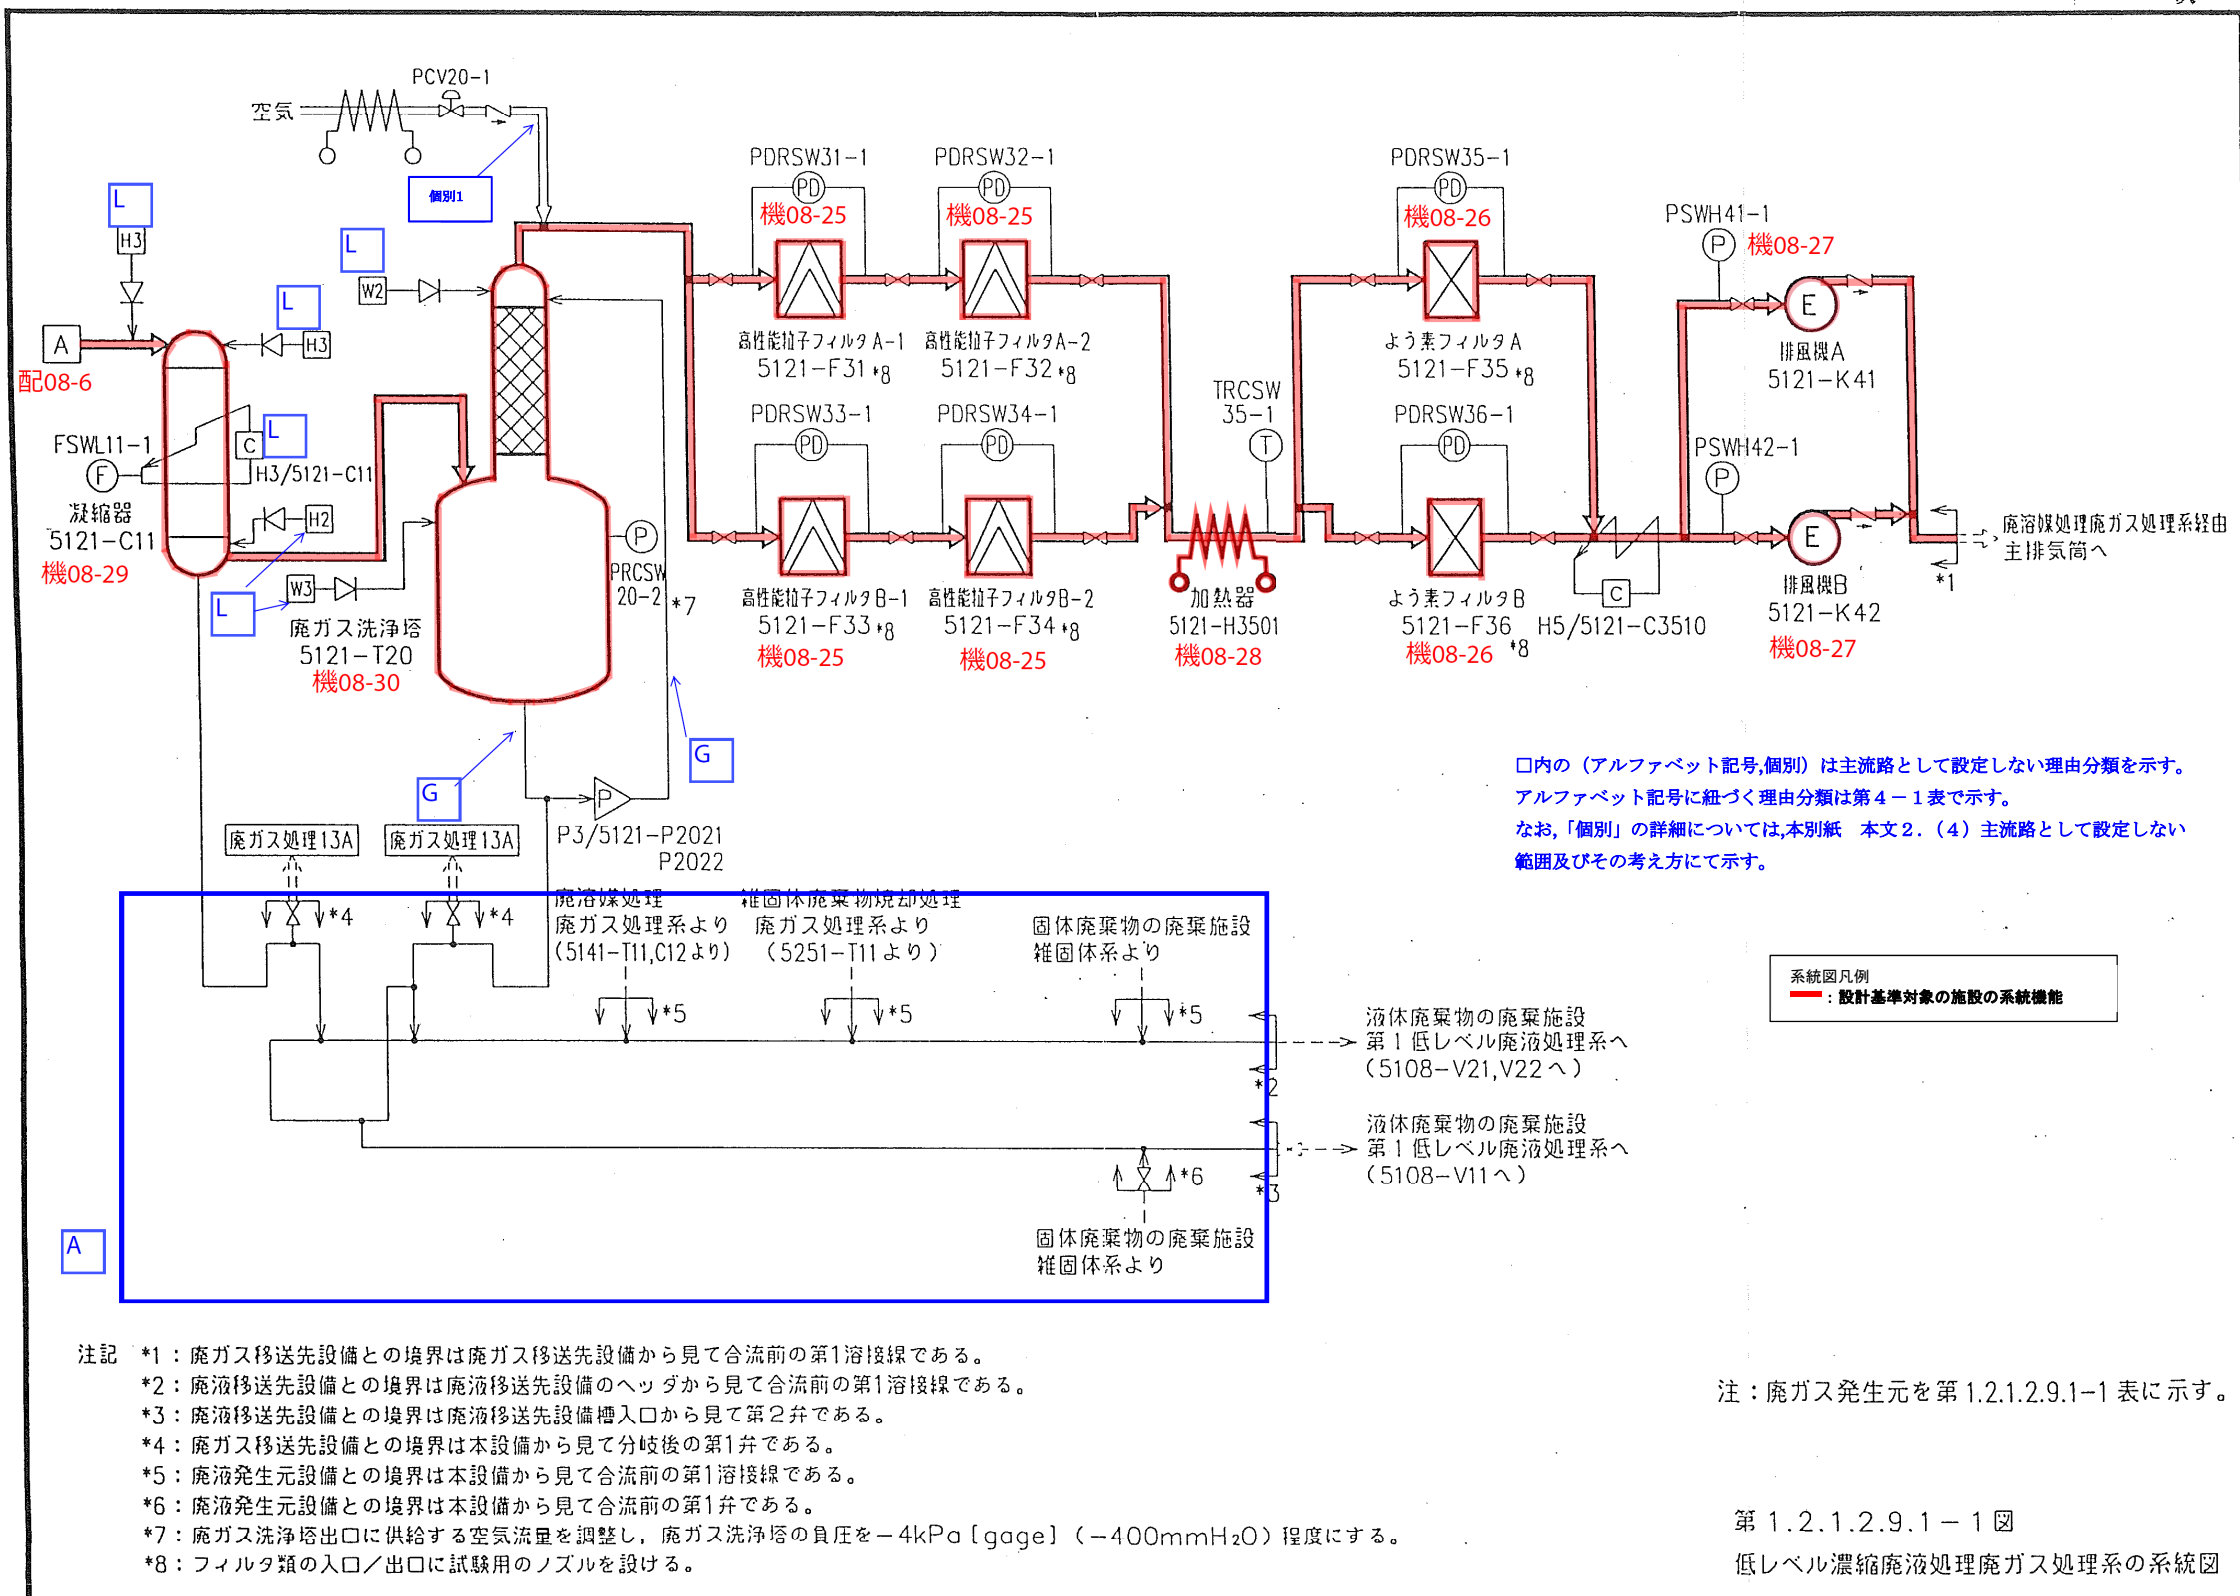 PCV20-1
空気
個別1
L
H3
L
W2
L
H3
A
配08-6
FSWL11-1
F
C
L
H3/5121-C11
凝縮器
5121-C11
機08-29
H2
L
W3
廃ガス洗浄塔
5121-T20
機08-30
P
PRCSW
20-2 *7
PDRSW31-1
PD
機08-25
高性能粒子フィルタA-1
5121-F31 *8
PDRSW32-1
PD
機08-25
高性能粒子フィルタA-2
5121-F32 *8
PDRSW33-1
PD
高性能粒子フィルタB-1
5121-F33 *8
機08-25
PDRSW34-1
PD
高性能粒子フィルタB-2
5121-F34 *8
機08-25
TRCSW
35-1
T
加熱器
5121-H3501
機08-28
PDRSW35-1
PD
機08-26
よう素フィルタA
5121-F35 *8
PDRSW36-1
PD
よう素フィルタB
5121-F36 *8
機08-26
C
H5/5121-C3510
PSWH41-1
P
機08-27
E
排風機A
5121-K41
PSWH42-1
P
E
排風機B
5121-K42
機08-27
*1
廃溶媒処理廃ガス処理系経由
主排気筒へ
G
G
P
P3/5121-P2021
P2022
□内の（アルファベット記号,個別）は主流路として設定しない理由分類を示す。
アルファベット記号に紐づく理由分類は第４－１表で示す。
なお,「個別」の詳細については,本別紙　本文２．（４）主流路として設定しない
範囲及びその考え方にて示す。
廃ガス処理13A
廃ガス処理13A
*4
*4
廃溶媒処理
廃ガス処理系より
(5141-T11,C12より)
*5
雑固体廃棄物焼却処理
廃ガス処理系より
(5251-T11より)
*5
固体廃棄物の廃棄施設
雑固体系より
*5
*2
液体廃棄物の廃棄施設
第1低レベル廃液処理系へ
(5108-V21,V22へ)
*3
液体廃棄物の廃棄施設
第1低レベル廃液処理系へ
(5108-V11へ)
*6
固体廃棄物の廃棄施設
雑固体系より
A
系統図凡例
：設計基準対象の施設の系統機能
注記 *1：廃ガス移送先設備との境界は廃ガス移送先設備から見て合流前の第1溶接線である。
*2：廃液移送先設備との境界は廃液移送先設備のヘッダから見て合流前の第1溶接線である。
*3：廃液移送先設備との境界は廃液移送先設備槽入口から見て第2弁である。
*4：廃ガス移送先設備との境界は本設備から見て分岐後の第1弁である。
*5：廃液発生元設備との境界は本設備から見て合流前の第1溶接線である。
*6：廃液発生元設備との境界は本設備から見て合流前の第1弁である。
*7：廃ガス洗浄塔出口に供給する空気流量を調整し，廃ガス洗浄塔の負圧を－4kPa[gage]（－400mmH₂O）程度にする。
*8：フィルタ類の入口／出口に試験用のノズルを設ける。
注：廃ガス発生元を第1.2.1.2.9.1-1表に示す。
第1.2.1.2.9.1－1図
低レベル濃縮廃液処理廃ガス処理系の系統図